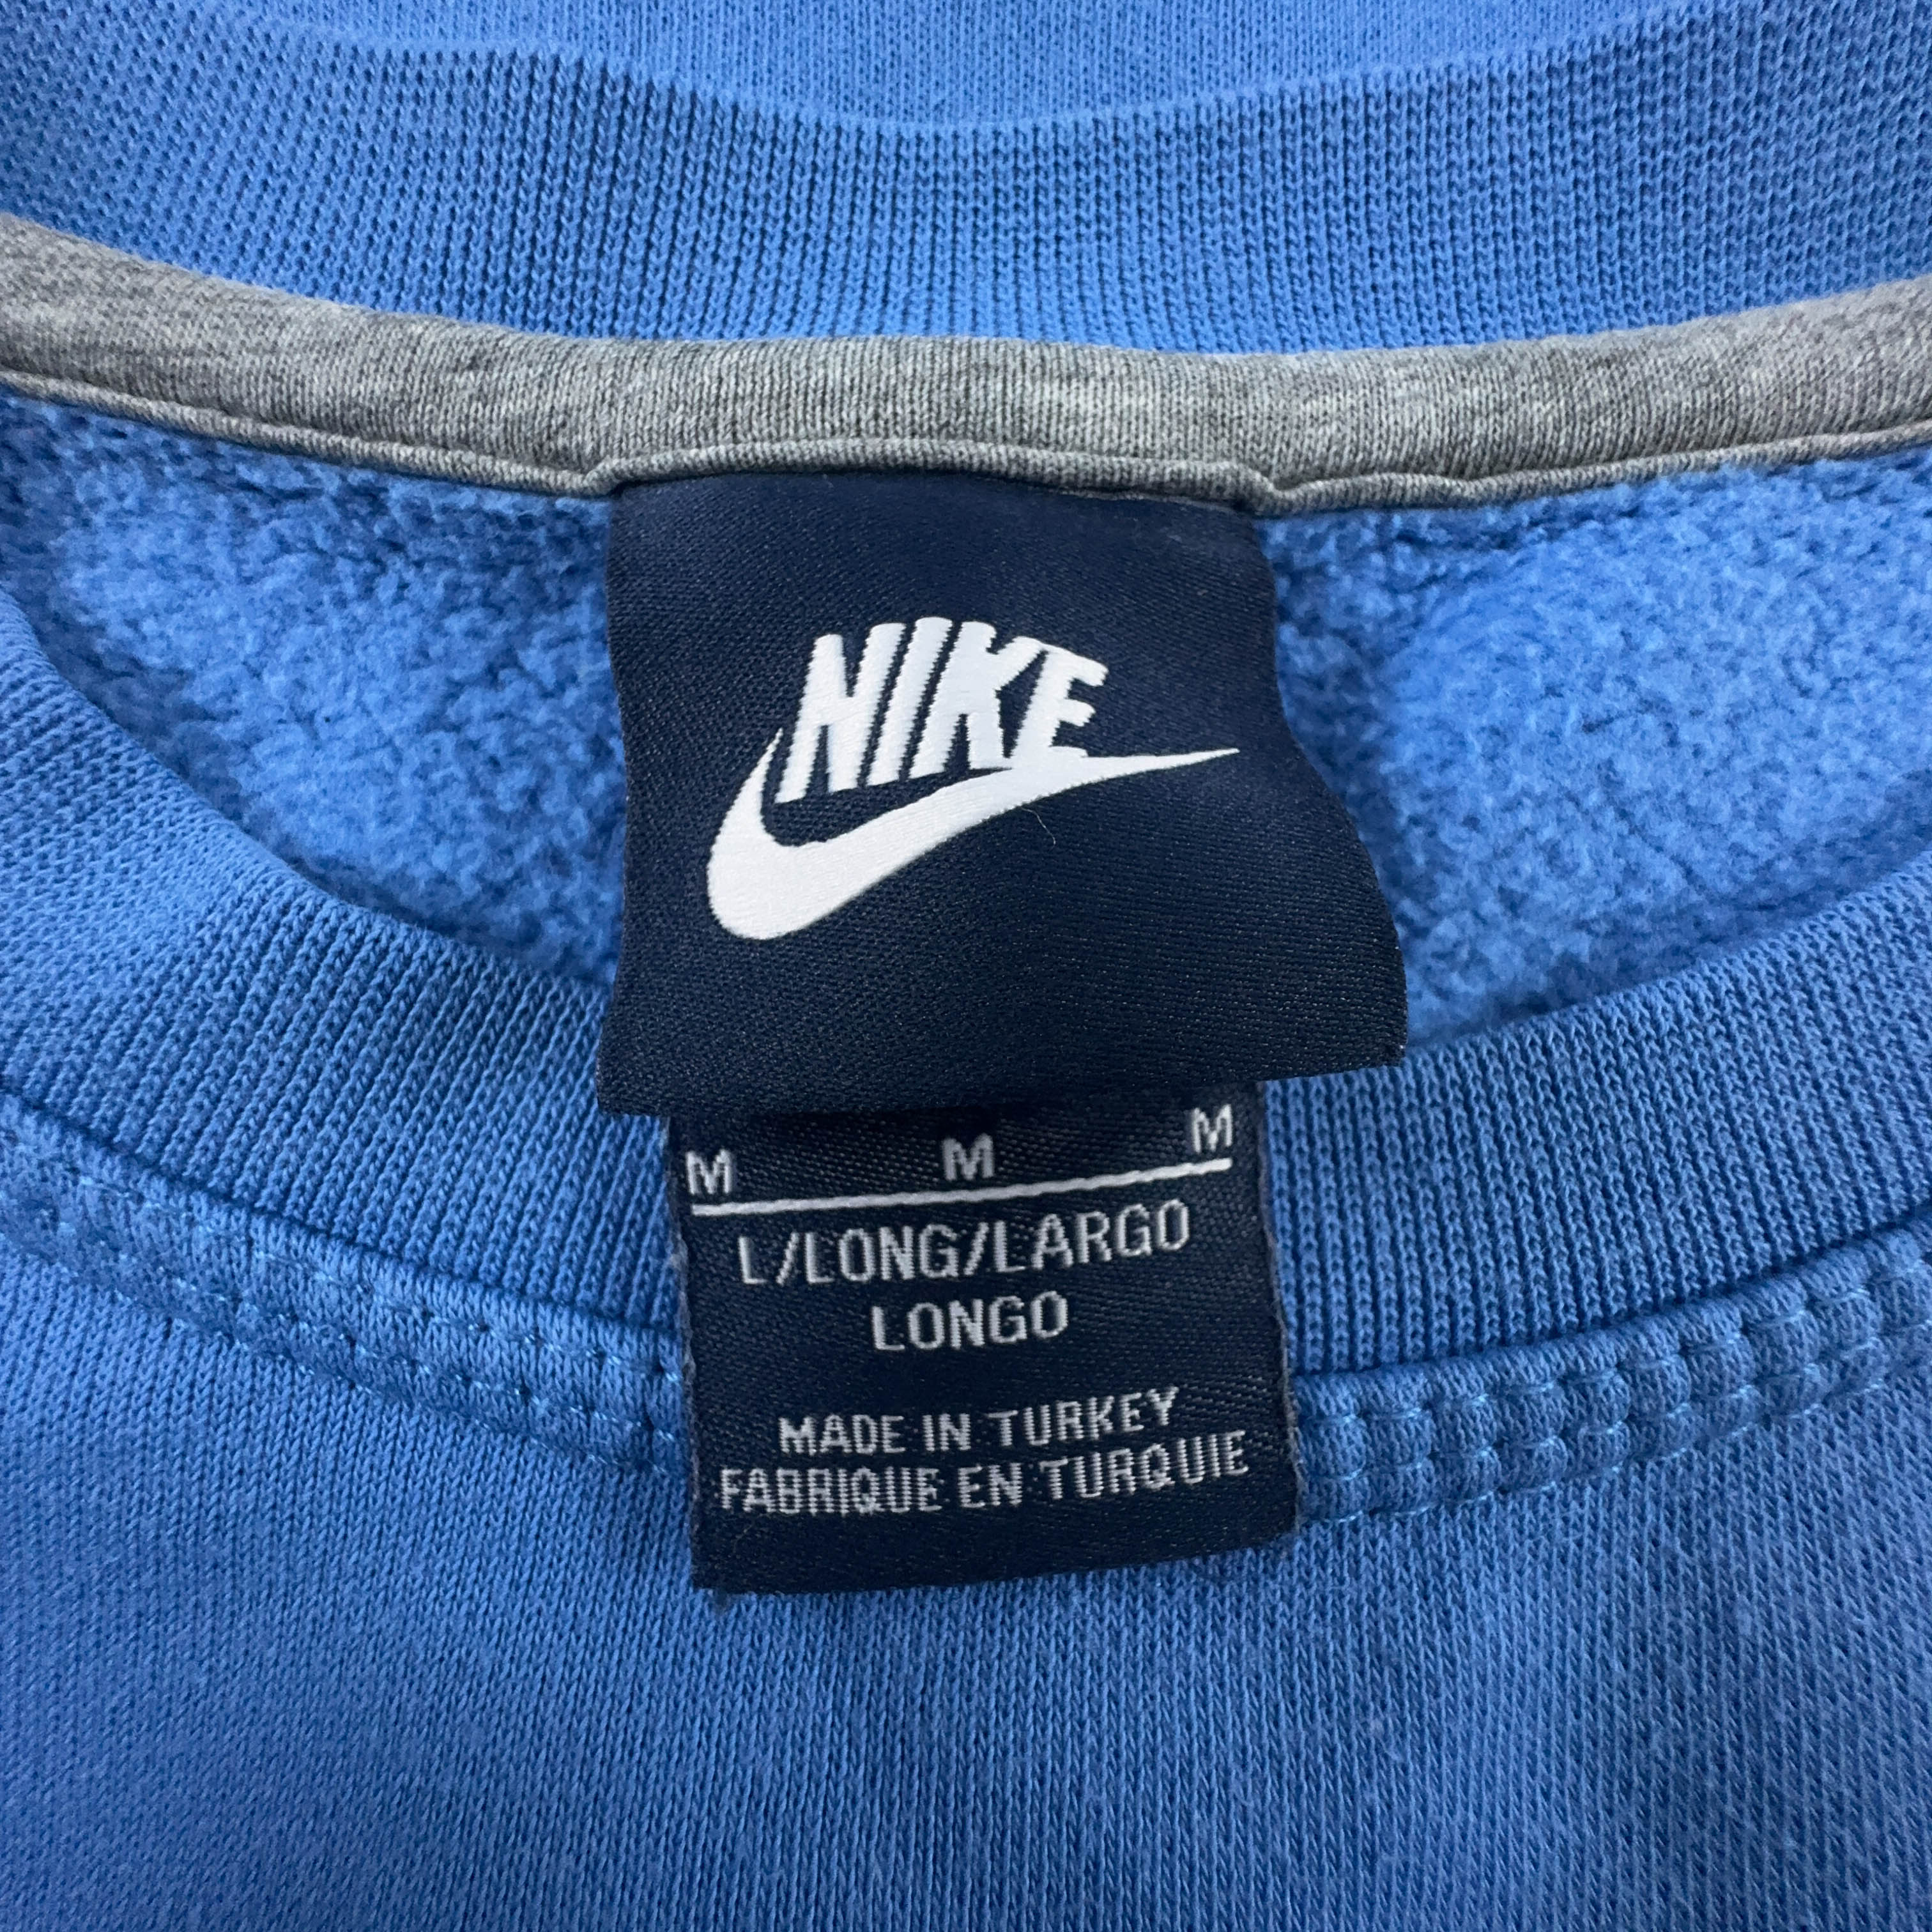 NIKE
M M M
L/LONG/LARGO
LONGO
MADE IN TURKEY
FABRIQUE EN TURQUIE